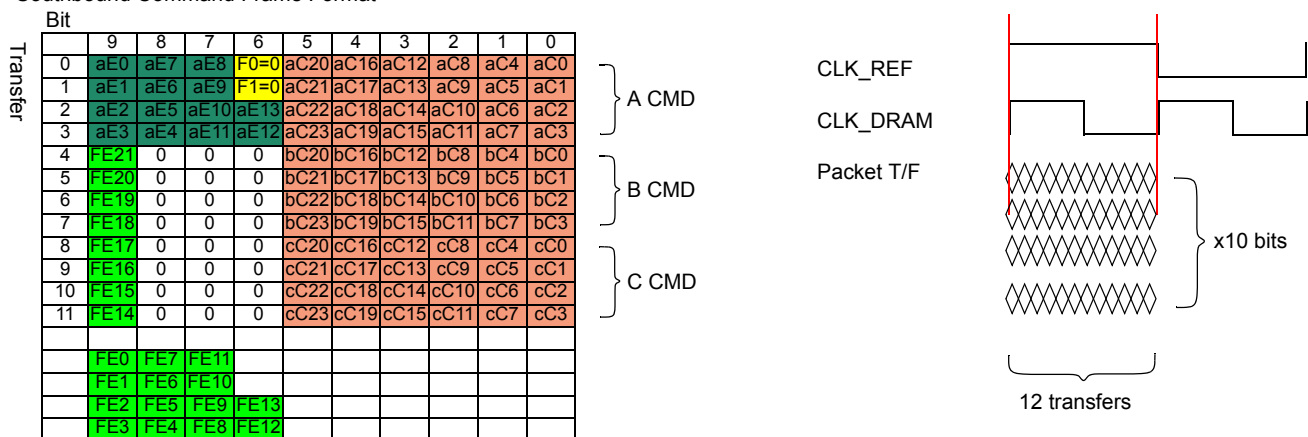 Southbound Command Frame Format
Bit
Transfer
9 8 7 6 5 4 3 2 1 0
0 aE0 aE7 aE8 F0=0 aC20 aC16 aC12 aC8 aC4 aC0
1 aE1 aE6 aE9 F1=0 aC21 aC17 aC13 aC9 aC5 aC1
2 aE2 aE5 aE10 aE13 aC22 aC18 aC14 aC10 aC6 aC2
3 aE3 aE4 aE11 aE12 aC23 aC19 aC15 aC11 aC7 aC3
A CMD
4 FE21 0 0 0 bC20 bC16 bC12 bC8 bC4 bC0
5 FE20 0 0 0 bC21 bC17 bC13 bC9 bC5 bC1
6 FE19 0 0 0 bC22 bC18 bC14 bC10 bC6 bC2
7 FE18 0 0 0 bC23 bC19 bC15 bC11 bC7 bC3
B CMD
8 FE17 0 0 0 cC20 cC16 cC12 cC8 cC4 cC0
9 FE16 0 0 0 cC21 cC17 cC13 cC9 cC5 cC1
10 FE15 0 0 0 cC22 cC18 cC14 cC10 cC6 cC2
11 FE14 0 0 0 cC23 cC19 cC15 cC11 cC7 cC3
C CMD
FE0 FE7 FE11
FE1 FE6 FE10
FE2 FE5 FE9 FE13
FE3 FE4 FE8 FE12
CLK_REF
CLK_DRAM
Packet T/F
x10 bits
12 transfers